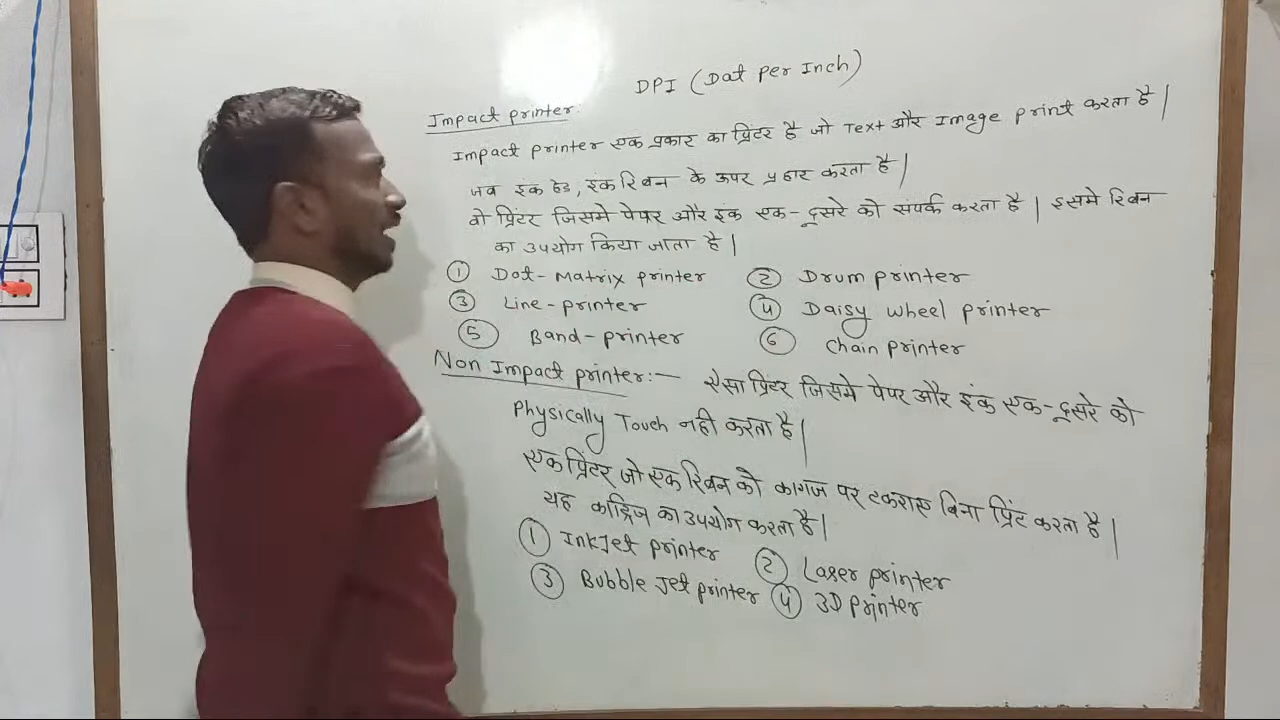 DPI (Dat Per Inch)
Impact printer:
Impact printer एक प्रकार का प्रिंटर है जो Text और Image print करता है |
जब इंक हेड, इंक रिबन के ऊपर प्रहार करता है |
वो प्रिंटर जिसमे पेपर और इंक एक-दूसरे को संपर्क करता है | इसमे रिबन
का उपयोग किया जाता है |
① Dot-Matrix printer ② Drum printer
③ Line-printer ④ Daisy wheel printer
⑤ Band-printer ⑥ Chain printer
Non Impact printer:— ऐसा प्रिंटर जिसमे पेपर और इंक एक-दूसरे को
Physically Touch नही करता है |
एक प्रिंटर जो एक रिबन को कागज पर टकराए बिना प्रिंट करता है |
यह कार्ट्रिज का उपयोग करता है |
① InkJet printer ② Laser printer
③ Bubble Jet printer ④ 3D printer